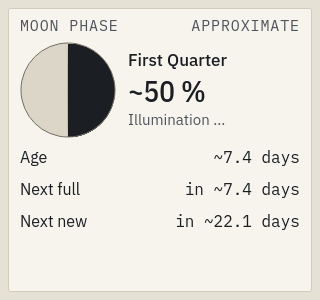 MOON PHASE APPROXIMATE
First Quarter
~50 %
Illumination ...
Age ~7.4 days
Next full in ~7.4 days
Next new in ~22.1 days